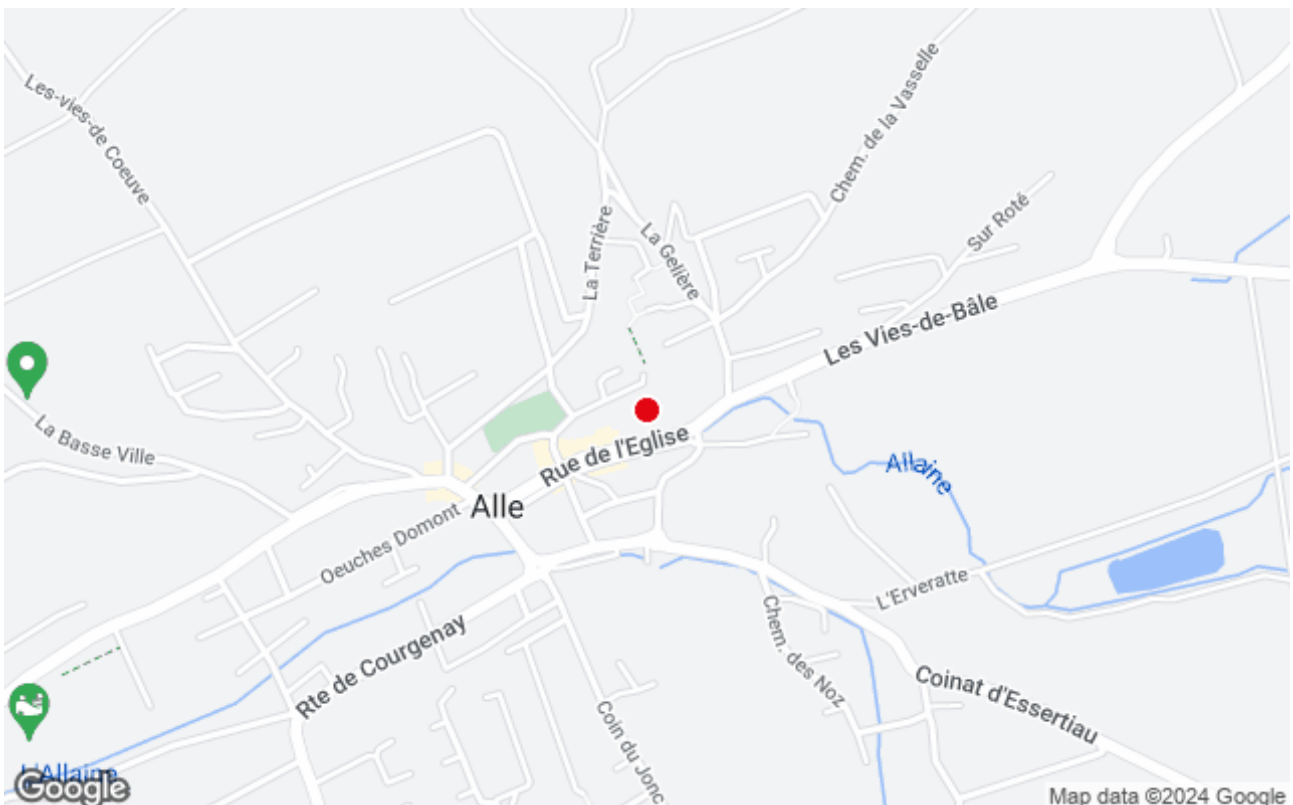 Les-vies-de Coeuve
Chem. de la Vasselle
La Terrière
La Gelière
Sur Roté
Les Vies-de-Bâle
La Basse Ville
Rue de l'Eglise
Allaine
Alle
Oeuches Domont
L'Erveratte
Rte de Courgenay
Chem. des Noz
Coinat d'Essertiau
Coin du Jonc
L'Allaine
Google
Map data ©2024 Google